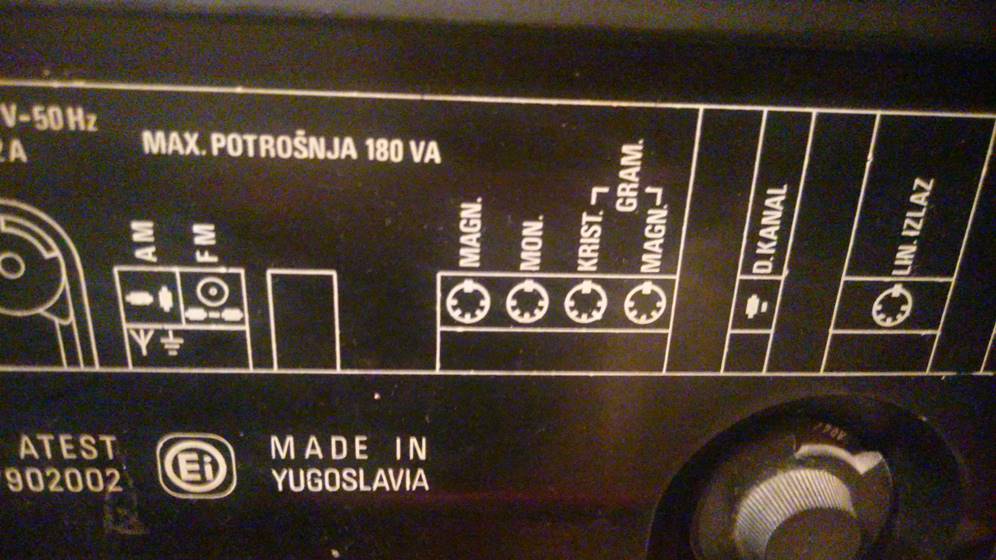 V-50Hz
2A
MAX. POTROŠNJA 180 VA
AM
FM
MAGN.
MON.
KRIST.
GRAM.
MAGN.
D.KANAL
LIN. IZLAZ
ATEST
902002
Ei
MADE IN
YUGOSLAVIA